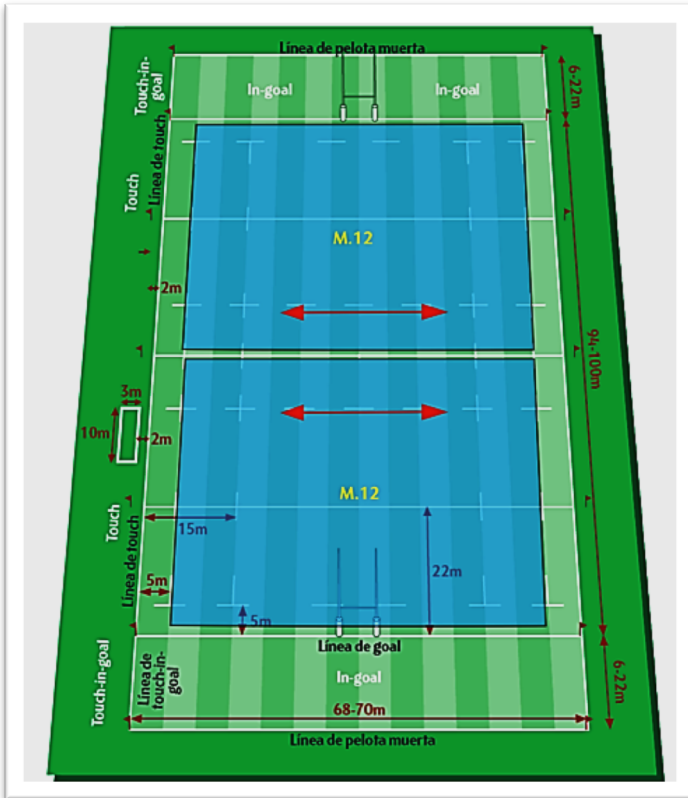 Línea de pelota muerta
Touch-in-
goal
In-goal
In-goal
6-22m
Línea de touch
Touch
M.12
2m
94-100m
3m
10m
2m
M.12
Touch
15m
22m
Línea de touch
5m
5m
Línea de goal
Touch-in-goal
Línea de
touch-in-
goal
In-goal
6-22m
68-70m
Línea de pelota muerta